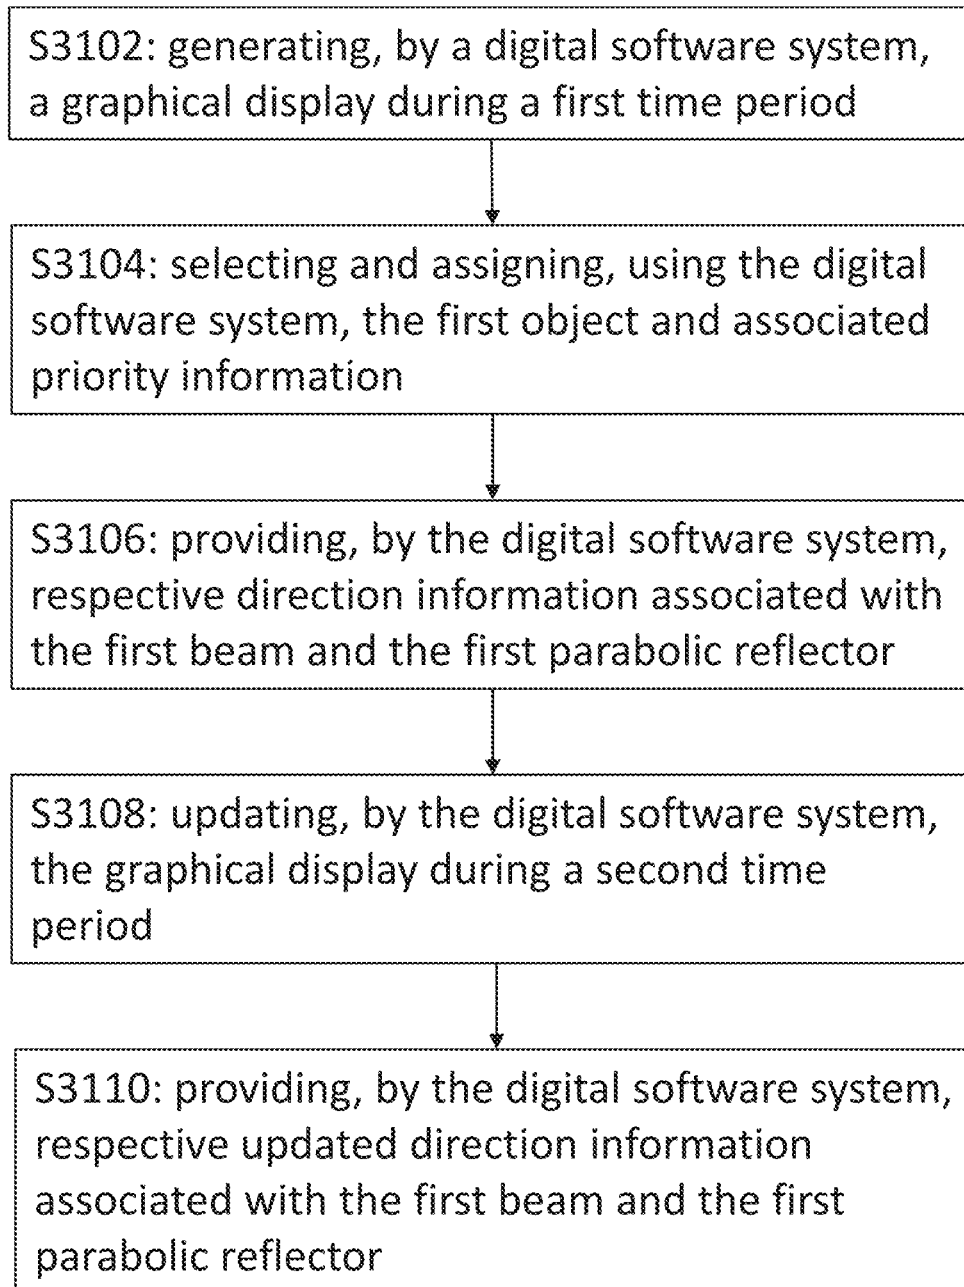 S3102: generating, by a digital software system,
a graphical display during a first time period
S3104: selecting and assigning, using the digital
software system, the first object and associated
priority information
S3106: providing, by the digital software system,
respective direction information associated with
the first beam and the first parabolic reflector
S3108: updating, by the digital software system,
the graphical display during a second time
period
S3110: providing, by the digital software system,
respective updated direction information
associated with the first beam and the first
parabolic reflector